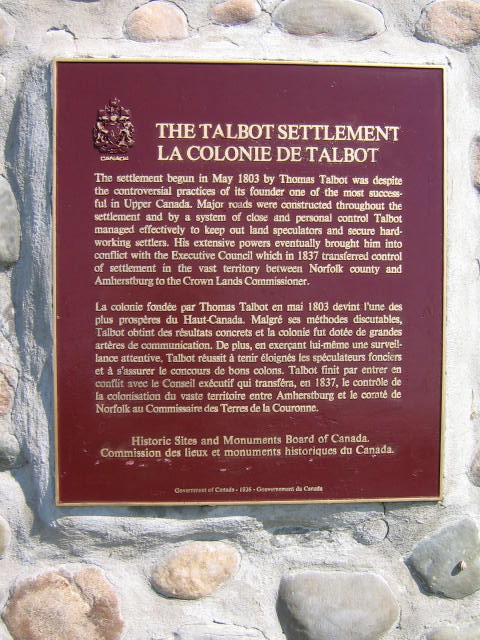 CANADA
THE TALBOT SETTLEMENT
LA COLONIE DE TALBOT
The settlement begun in May 1803 by Thomas Talbot was despite
the controversial practices of its founder one of the most success-
ful in Upper Canada. Major roads were constructed throughout the
settlement and by a system of close and personal control Talbot
managed effectively to keep out land speculators and secure hard-
working settlers. His extensive powers eventually brought him into
conflict with the Executive Council which in 1837 transferred control
of settlement in the vast territory between Norfolk county and
Amherstburg to the Crown Lands Commissioner.
La colonie fondée par Thomas Talbot en mai 1803 devint l'une des
plus prospères du Haut-Canada. Malgré ses méthodes discutables,
Talbot obtint des résultats concrets et la colonie fut dotée de grandes
artères de communication. De plus, en exerçant lui-même une surveil-
lance attentive, Talbot réussit à tenir éloignés les spéculateurs fonciers
et à s'assurer le concours de bons colons. Talbot finit par entrer en
conflit avec le Conseil exécutif qui transféra, en 1837, le contrôle de
la colonisation du vaste territoire entre Amherstburg et le comté de
Norfolk au Commissaire des Terres de la Couronne.
Historic Sites and Monuments Board of Canada.
Commission des lieux et monuments historiques du Canada.
Government of Canada - 1926 - Gouvernement du Canada